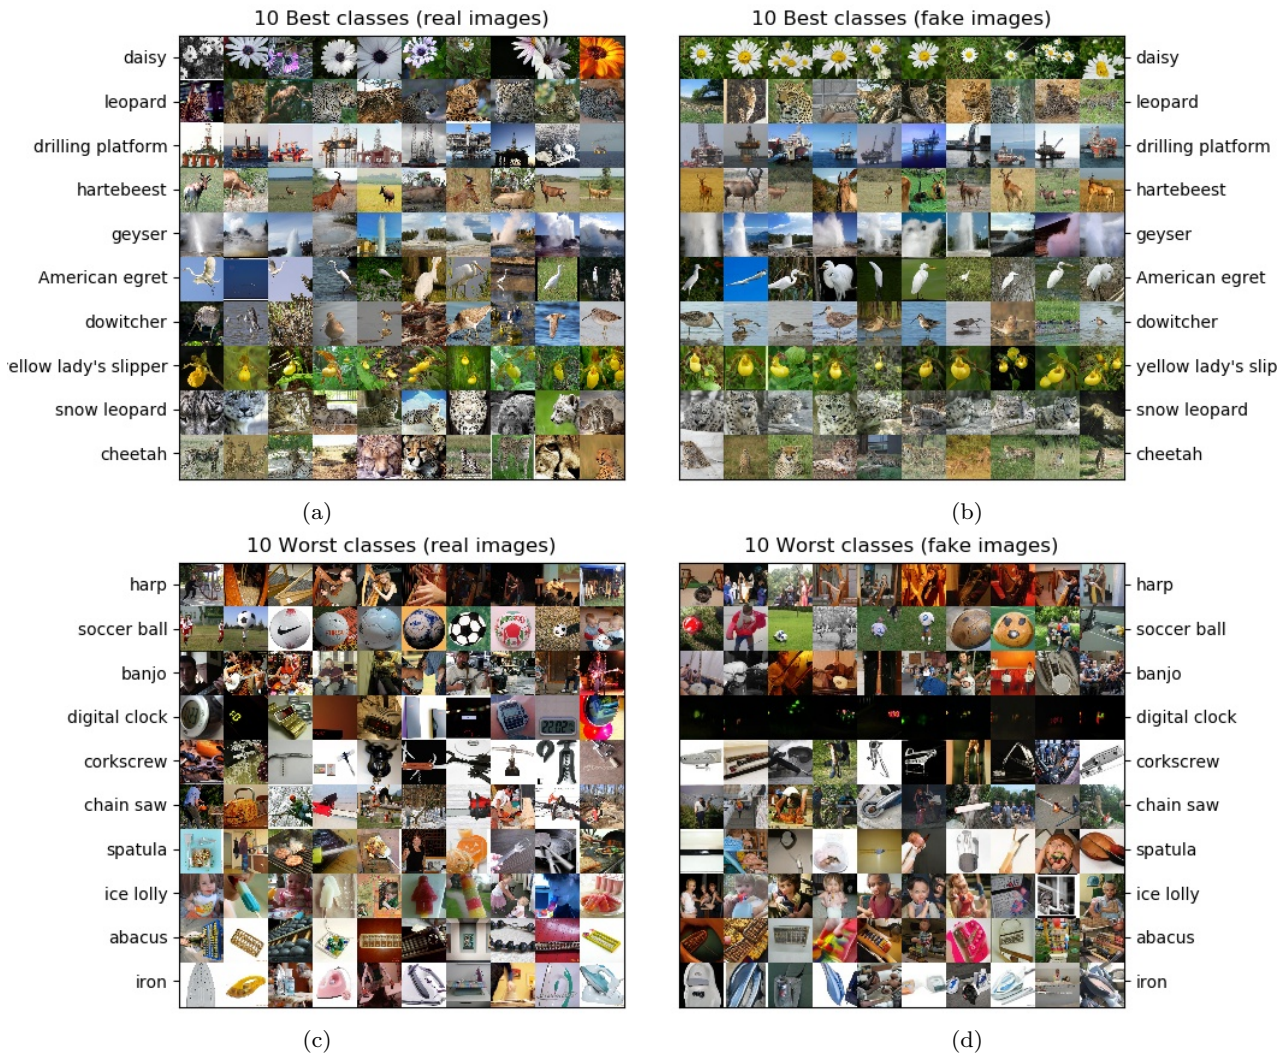 10 Best classes (real images)
daisy
leopard
drilling platform
hartebeest
geyser
American egret
dowitcher
ellow lady's slipper
snow leopard
cheetah
(a)
10 Best classes (fake images)
daisy
leopard
drilling platform
hartebeest
geyser
American egret
dowitcher
yellow lady's slip
snow leopard
cheetah
(b)
10 Worst classes (real images)
harp
soccer ball
banjo
digital clock
corkscrew
chain saw
spatula
ice lolly
abacus
iron
(c)
10 Worst classes (fake images)
harp
soccer ball
banjo
digital clock
corkscrew
chain saw
spatula
ice lolly
abacus
iron
(d)